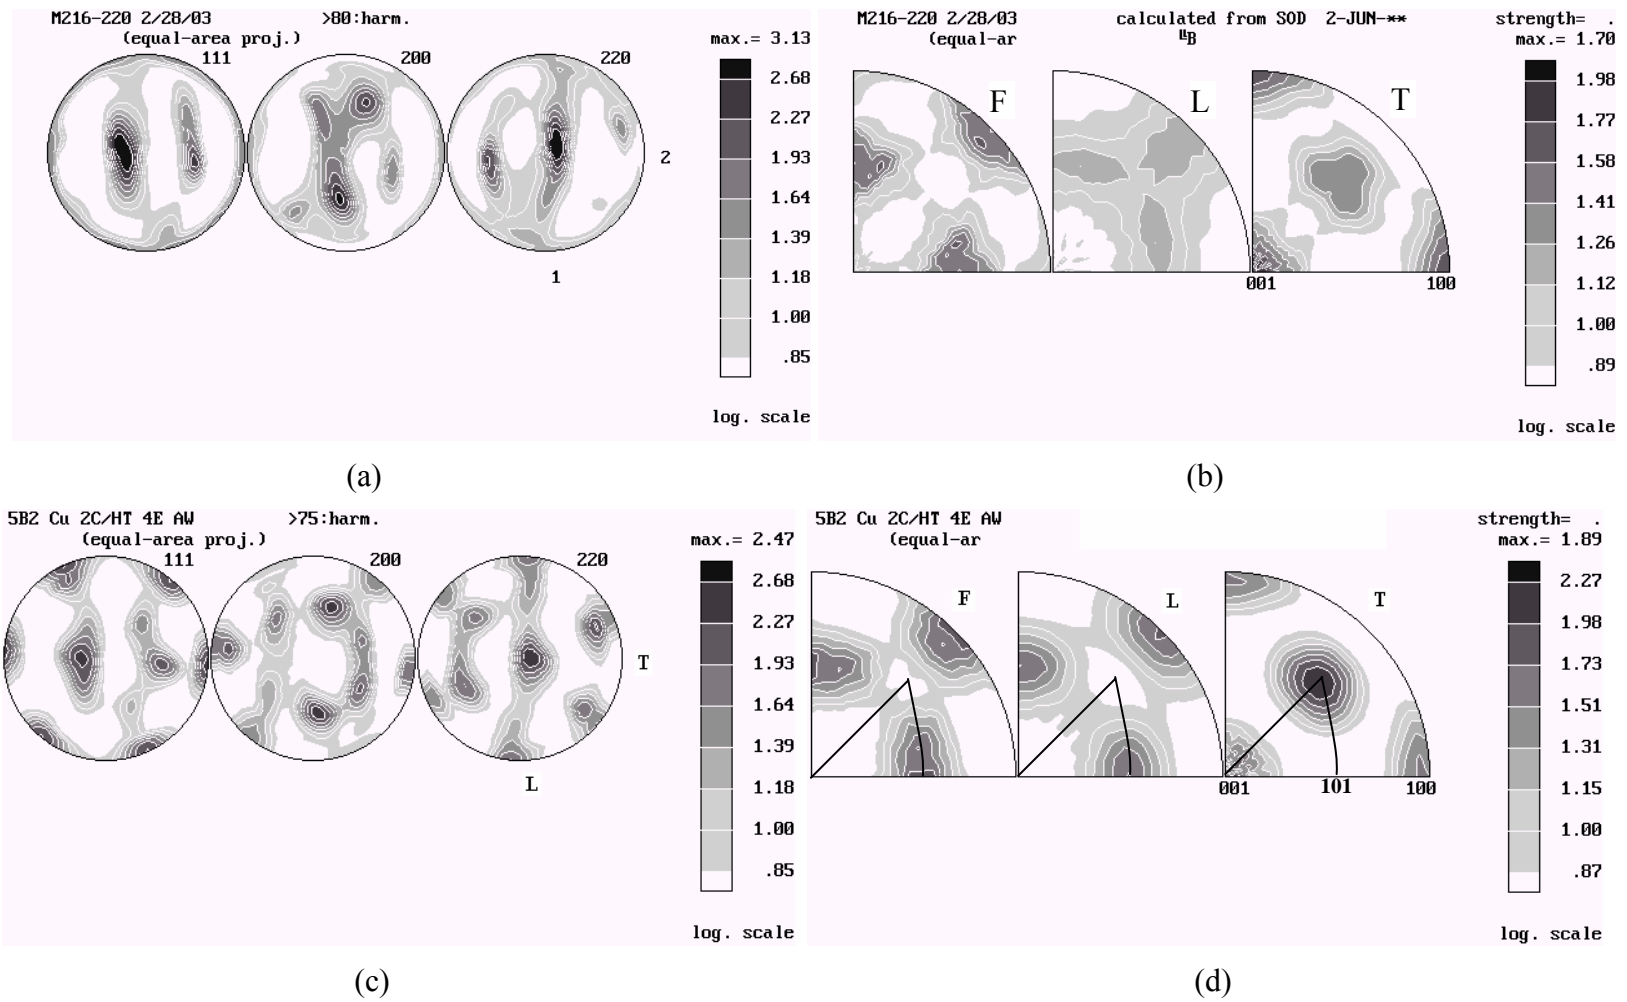 M216-220 2/28/03 >80:harm.
(equal-area proj.)
max.= 3.13
111 200 220
2.68
2.27
1.93
1.64
1.39
1.18
1.00
.85
2
1
log. scale
(a)
M216-220 2/28/03 calculated from SOD 2-JUN-** strength= .
(equal-ar
max.= 1.70
F L T
1.98
1.77
1.58
1.41
1.26
1.12
1.00
.89
001 100
log. scale
(b)
5B2 Cu 2C/HT 4E AW >75:harm.
(equal-area proj.) max.= 2.47
111 200 220
2.68
2.27
1.93
1.64
1.39
1.18
1.00
.85
T
L
log. scale
(c)
5B2 Cu 2C/HT 4E AW strength= .
(equal-ar max.= 1.89
F L T
2.27
1.98
1.73
1.51
1.31
1.15
1.00
.87
001 101 100
log. scale
(d)